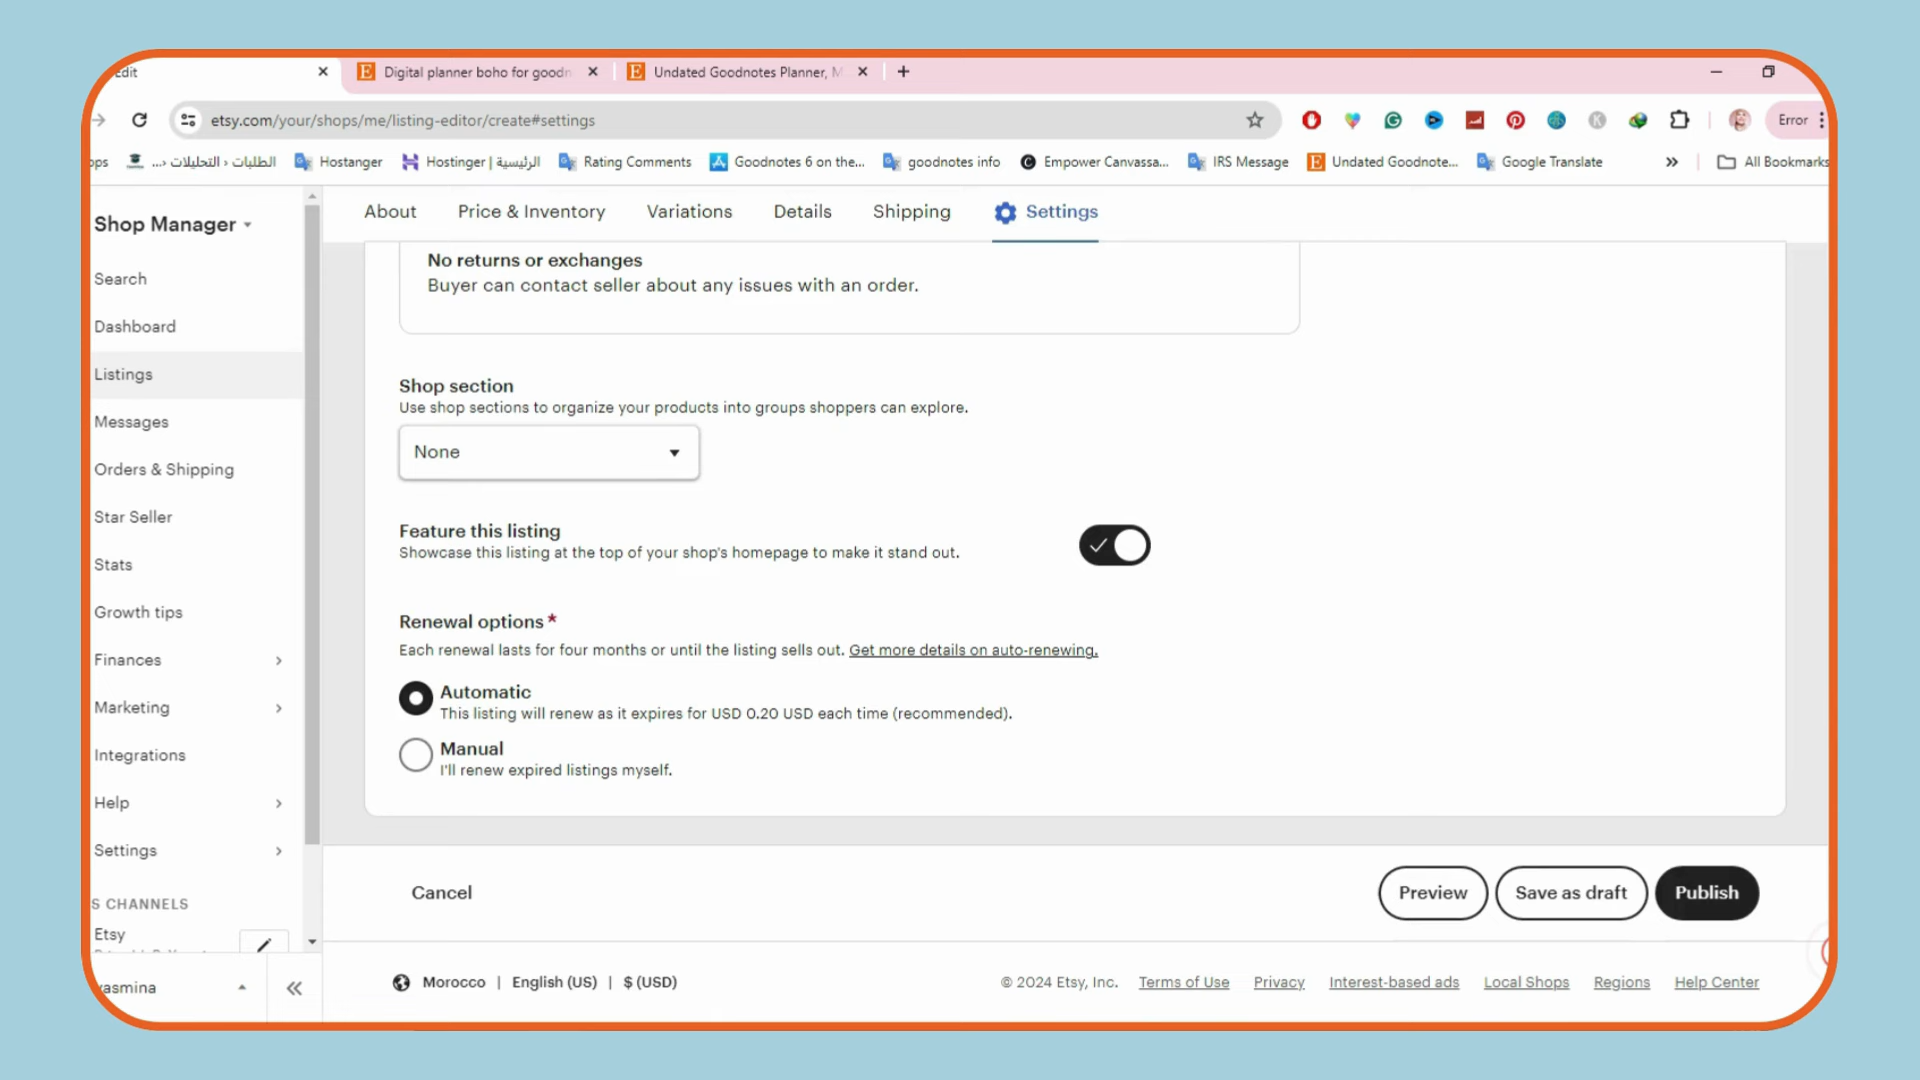 Edit
Digital planner boho for goodn
Undated Goodnotes Planner, M
etsy.com/your/shops/me/listing-editor/create#settings
Error
ops
الطلبات ‹ التحليلات ‹...
Hostanger
Hostinger | الرئيسية
Rating Comments
Goodnotes 6 on the...
goodnotes info
Empower Canvassa...
IRS Message
Undated Goodnote...
Google Translate
All Bookmarks
Shop Manager
Search
Dashboard
Listings
Messages
Orders & Shipping
Star Seller
Stats
Growth tips
Finances
Marketing
Integrations
Help
Settings
S CHANNELS
Etsy
asmina
About
Price & Inventory
Variations
Details
Shipping
Settings
No returns or exchanges
Buyer can contact seller about any issues with an order.
Shop section
Use shop sections to organize your products into groups shoppers can explore.
None
Feature this listing
Showcase this listing at the top of your shop's homepage to make it stand out.
Renewal options *
Each renewal lasts for four months or until the listing sells out. Get more details on auto-renewing.
Automatic
This listing will renew as it expires for USD 0.20 USD each time (recommended).
Manual
I'll renew expired listings myself.
Cancel
Preview
Save as draft
Publish
Morocco | English (US) | $ (USD)
© 2024 Etsy, Inc. Terms of Use Privacy Interest-based ads Local Shops Regions Help Center